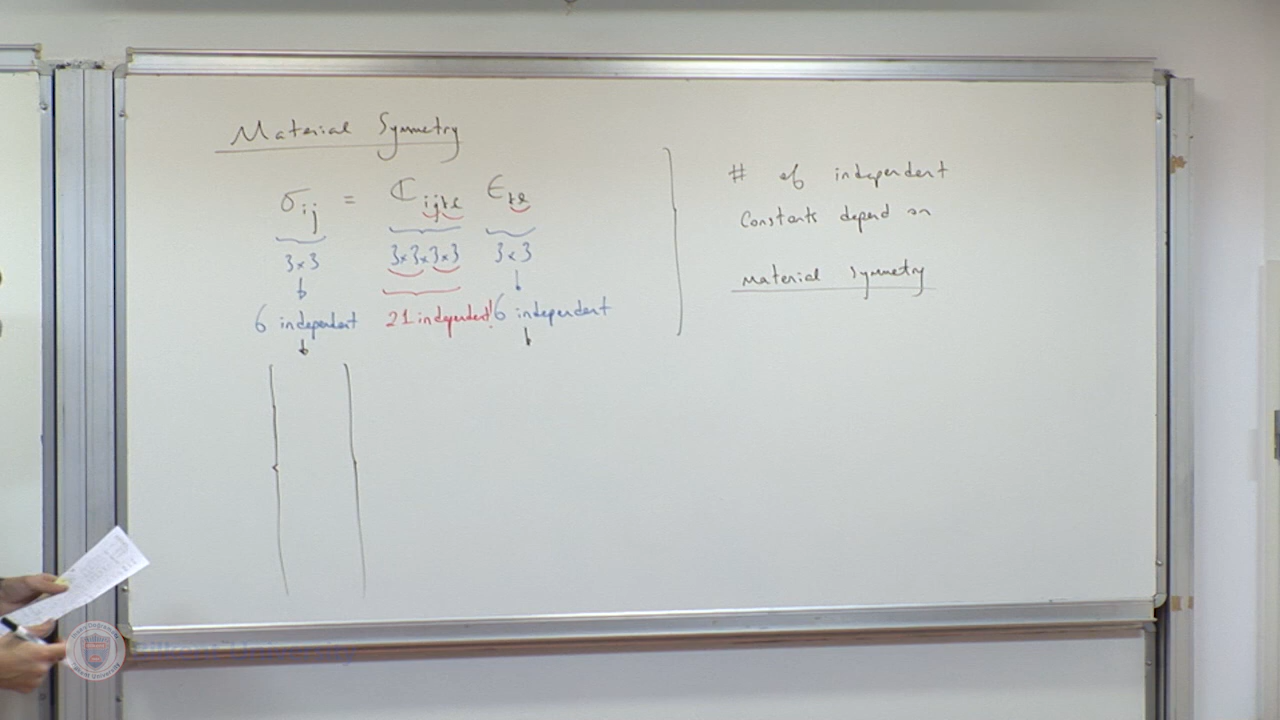 Material Symmetry
σij = ℂijkl ϵkl
3×3 3×3×3×3 3×3
6 independent 21 independent! 6 independent
# of independent
Constants depend on
Material Symmetry